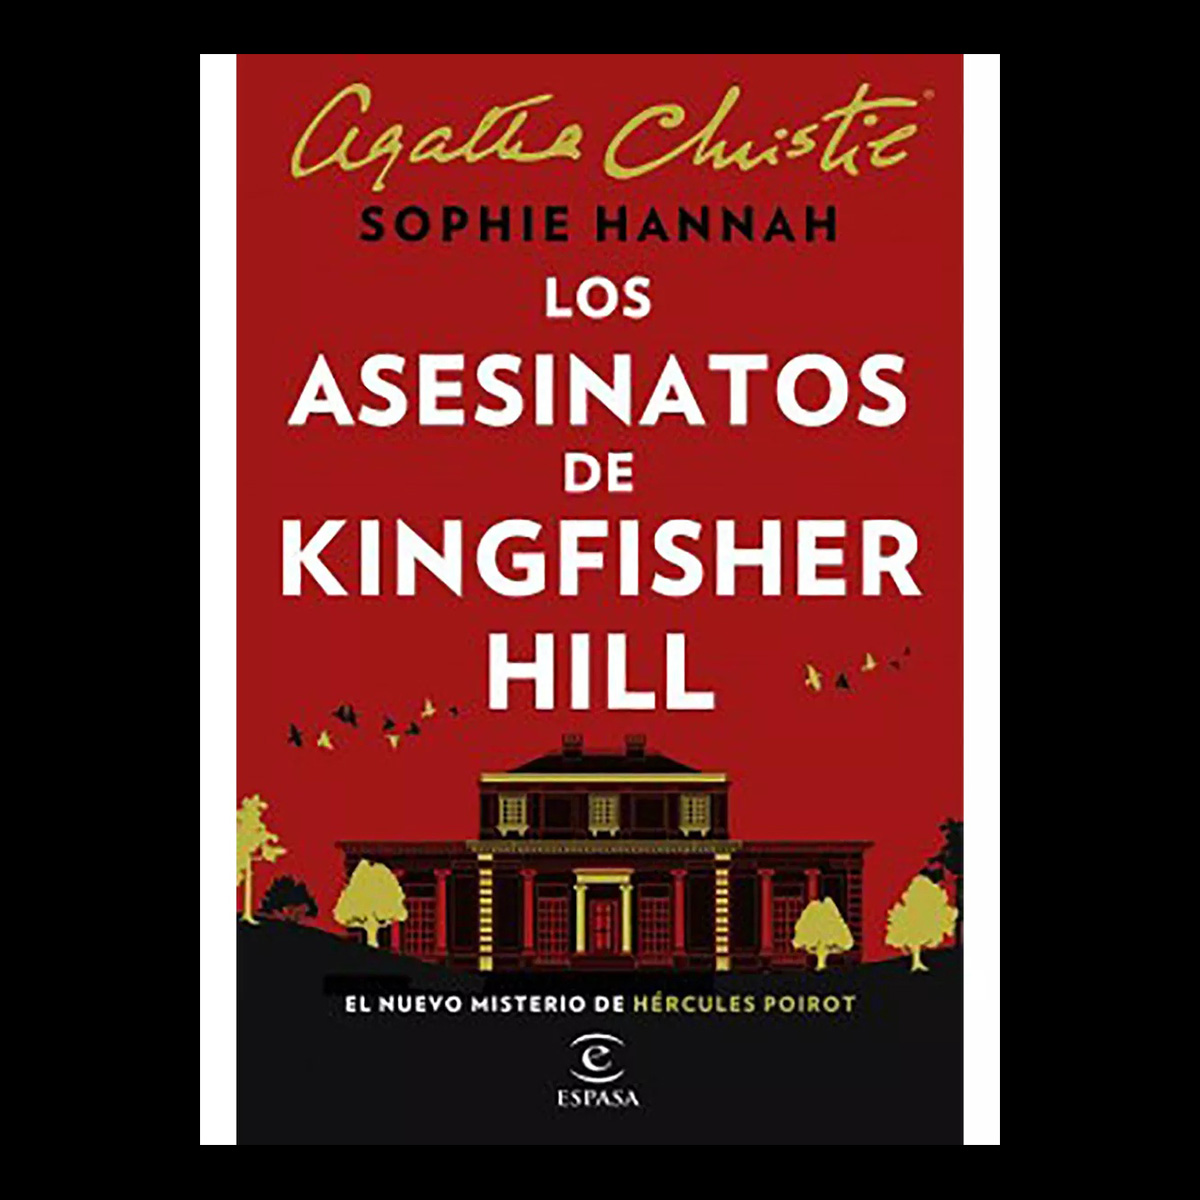 Agatha Christie®
SOPHIE HANNAH
LOS
ASESINATOS
DE
KINGFISHER
HILL
EL NUEVO MISTERIO DE HÉRCULES POIROT
e
ESPASA